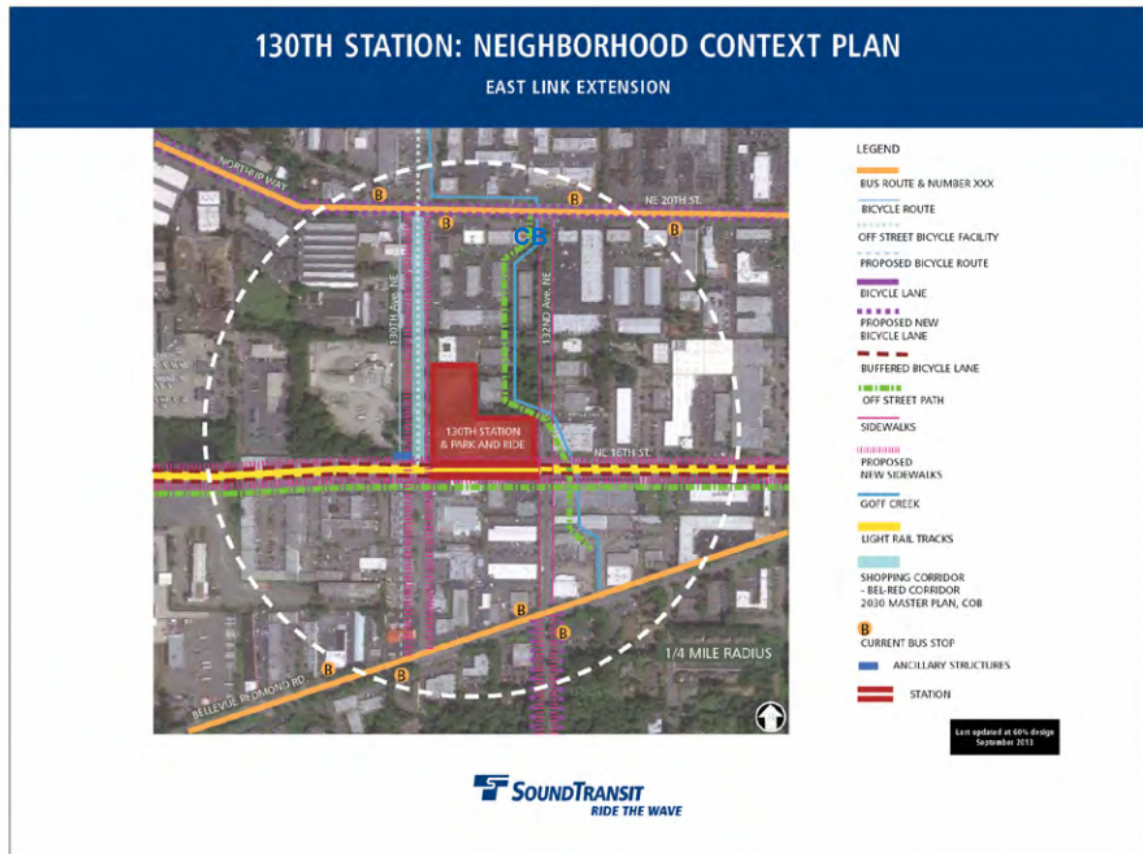 130TH STATION: NEIGHBORHOOD CONTEXT PLAN
EAST LINK EXTENSION
NORTHUP WAY
B
B
B
B
NE 20TH ST.
CB
130TH Ave. NE
132ND Ave. NE
130TH STATION
& PARK AND RIDE
NE 16TH ST.
B
B
B
B
BELLEVUE REDMOND RD.
1/4 MILE RADIUS
LEGEND
BUS ROUTE & NUMBER XXX
BICYCLE ROUTE
OFF STREET BICYCLE FACILITY
PROPOSED BICYCLE ROUTE
BICYCLE LANE
PROPOSED NEW
BICYCLE LANE
BUFFERED BICYCLE LANE
OFF STREET PATH
SIDEWALKS
PROPOSED
NEW SIDEWALKS
GOFF CREEK
LIGHT RAIL TRACKS
SHOPPING CORRIDOR
- BEL-RED CORRIDOR
2030 MASTER PLAN, COB
B
CURRENT BUS STOP
ANCILLARY STRUCTURES
STATION
Last updated at 60% design
September 2013
SOUNDTRANSIT
RIDE THE WAVE